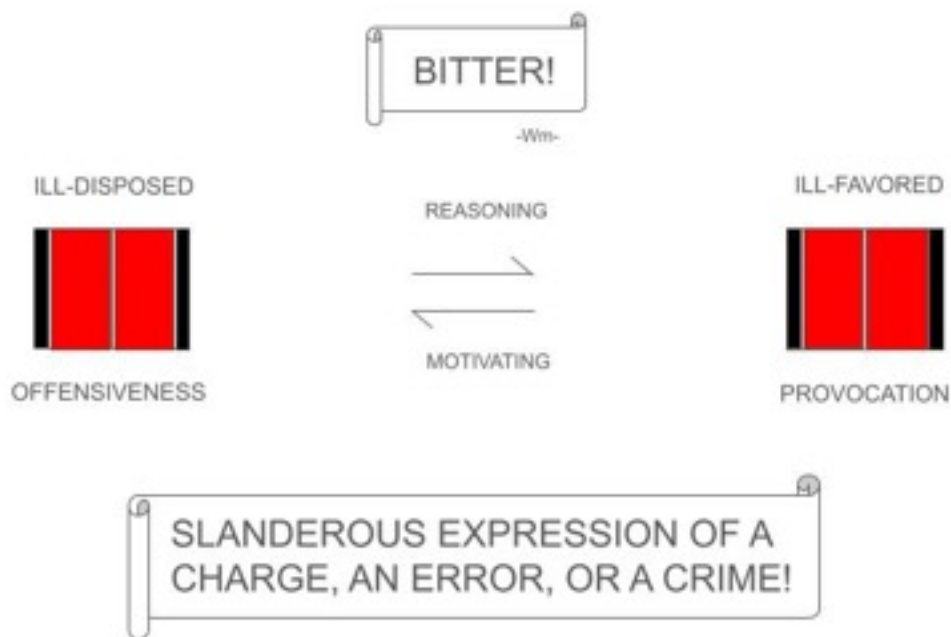 BITTER!
-Wm-
ILL-DISPOSED
ILL-FAVORED
REASONING
MOTIVATING
OFFENSIVENESS
PROVOCATION
SLANDEROUS EXPRESSION OF A
CHARGE, AN ERROR, OR A CRIME!